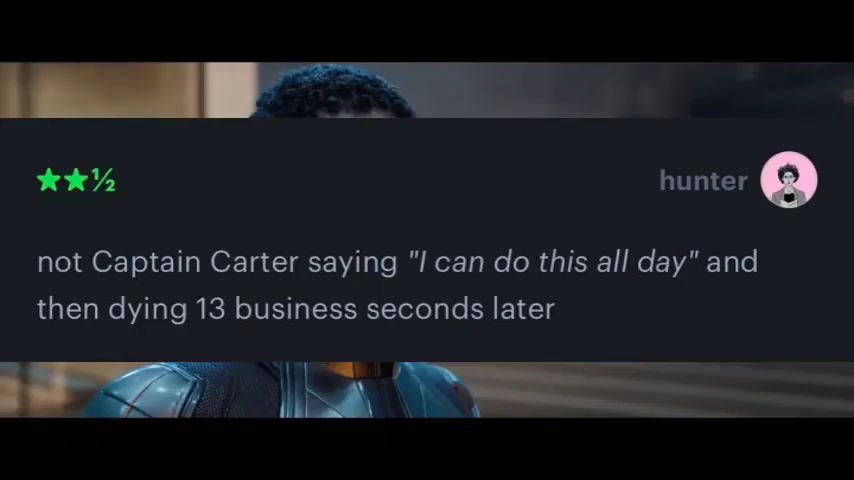 ★★½
hunter
not Captain Carter saying "I can do this all day" and
then dying 13 business seconds later